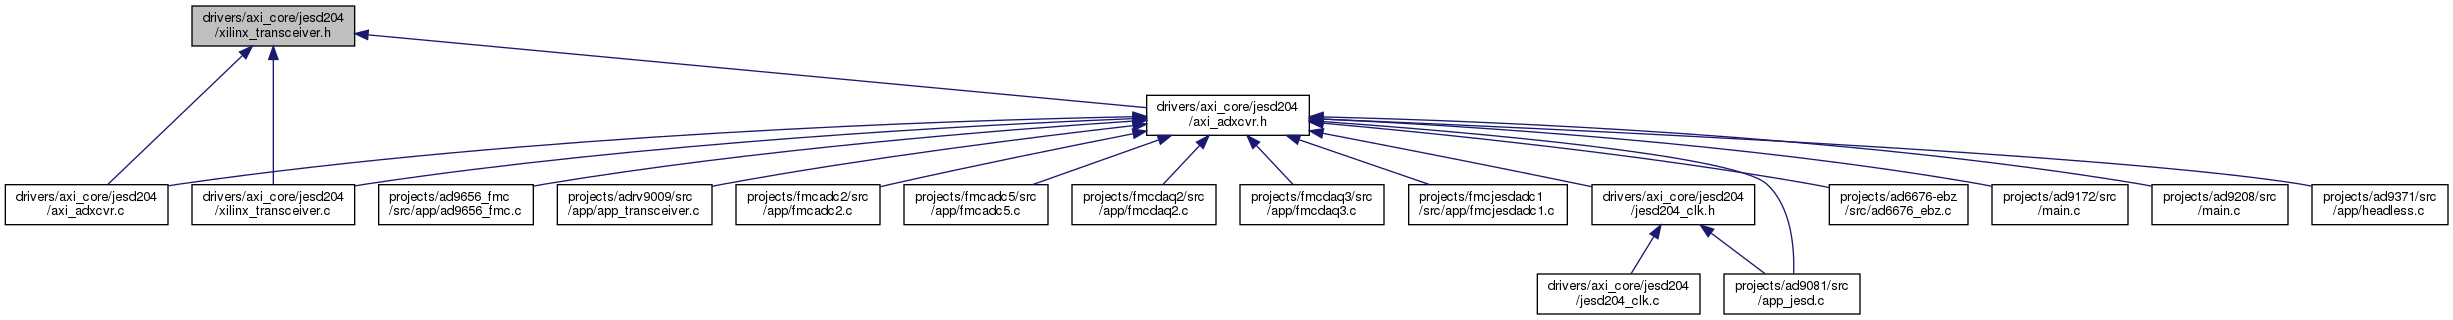 drivers/axi_core/jesd204
/xilinx_transceiver.h
drivers/axi_core/jesd204
/axi_adxcvr.h
drivers/axi_core/jesd204
/axi_adxcvr.c
drivers/axi_core/jesd204
/xilinx_transceiver.c
projects/ad9656_fmc
/src/app/ad9656_fmc.c
projects/adrv9009/src
/app/app_transceiver.c
projects/fmcadc2/src
/app/fmcadc2.c
projects/fmcadc5/src
/app/fmcadc5.c
projects/fmcdaq2/src
/app/fmcdaq2.c
projects/fmcdaq3/src
/app/fmcdaq3.c
projects/fmcjesdadc1
/src/app/fmcjesdadc1.c
drivers/axi_core/jesd204
/jesd204_clk.h
projects/ad6676-ebz
/src/ad6676_ebz.c
projects/ad9172/src
/main.c
projects/ad9208/src
/main.c
projects/ad9371/src
/app/headless.c
drivers/axi_core/jesd204
/jesd204_clk.c
projects/ad9081/src
/app_jesd.c